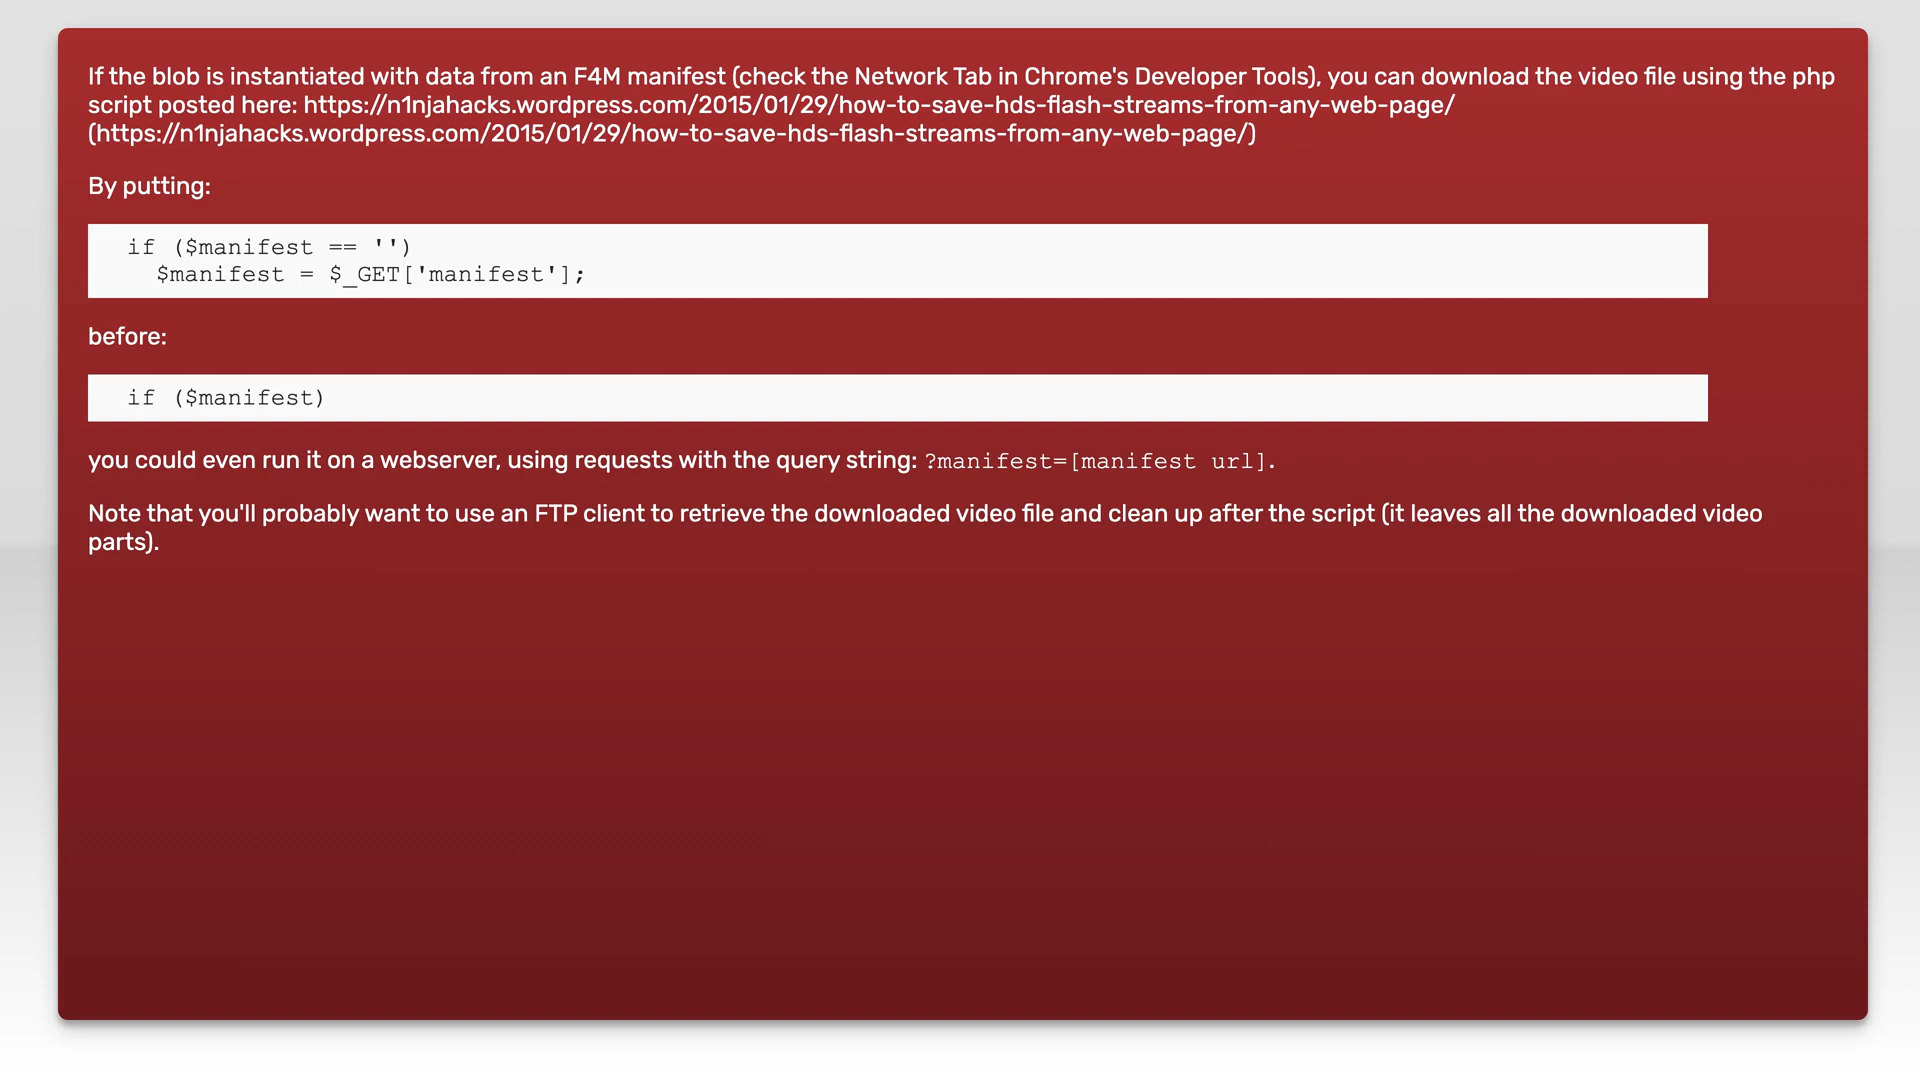 If the blob is instantiated with data from an F4M manifest (check the Network Tab in Chrome's Developer Tools), you can download the video file using the php
script posted here: https://n1njahacks.wordpress.com/2015/01/29/how-to-save-hds-flash-streams-from-any-web-page/
(https://n1njahacks.wordpress.com/2015/01/29/how-to-save-hds-flash-streams-from-any-web-page/)
By putting:
if ($manifest == '')
$manifest = $_GET['manifest'];
before:
if ($manifest)
you could even run it on a webserver, using requests with the query string: ?manifest=[manifest url].
Note that you'll probably want to use an FTP client to retrieve the downloaded video file and clean up after the script (it leaves all the downloaded video
parts).